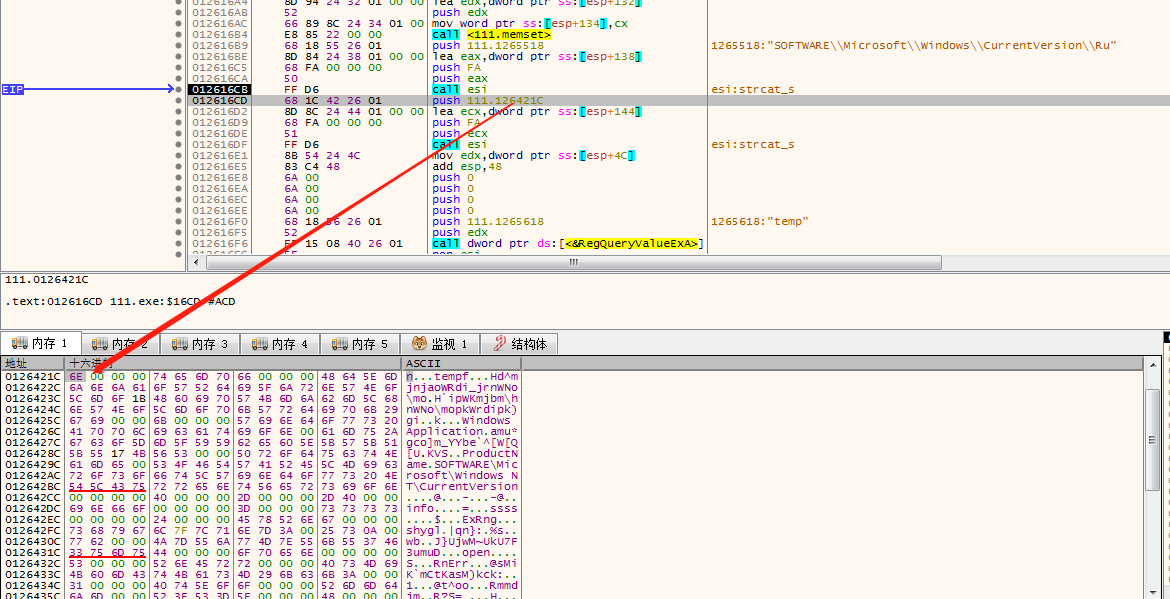 012616A4 8D 94 24 32 01 00 00 lea edx,dword ptr ss:[esp+132]
012616AB 52 push edx
012616AC 66 89 8C 24 34 01 00 mov word ptr ss:[esp+134],cx
012616B4 E8 85 22 00 00 call <111.memset>
012616B9 68 18 55 26 01 push 111.1265518 1265518:"SOFTWARE\\Microsoft\\Windows\\CurrentVersion\\Ru"
012616BE 8D 84 24 38 01 00 00 lea eax,dword ptr ss:[esp+138]
012616C5 68 FA 00 00 00 push FA
012616CA 50 push eax
EIP 012616CB FF D6 call esi esi:strcat_s
012616CD 68 1C 42 26 01 push 111.126421C
012616D2 8D 8C 24 44 01 00 00 lea ecx,dword ptr ss:[esp+144]
012616D9 68 FA 00 00 00 push FA
012616DE 51 push ecx
012616DF FF D6 call esi esi:strcat_s
012616E1 8B 54 24 4C mov edx,dword ptr ss:[esp+4C]
012616E5 83 C4 48 add esp,48
012616E8 6A 00 push 0
012616EA 6A 00 push 0
012616EC 6A 00 push 0
012616EE 6A 00 push 0
012616F0 68 18 56 26 01 push 111.1265618 1265618:"temp"
012616F5 52 push edx
012616F6 FF 15 08 40 26 01 call dword ptr ds:[<&RegQueryValueExA>]
111.0126421C
.text:012616CD 111.exe:$16CD #ACD
内存 1 内存 2 内存 3 内存 4 内存 5 监视 1 结构体
地址 十六进制 ASCII
0126421C 6E 00 00 00 74 65 6D 70 66 00 00 00 48 64 5E 6D n...tempf...Hd^m
0126422C 6A 6E 6A 61 6F 57 52 64 69 5F 6A 72 6E 57 4E 6F jnjaoWRdi_jrnWNo
0126423C 5C 6D 6F 1B 48 60 69 70 57 4B 6D 6A 62 6D 5C 68 \mo.H`ipWKmjbm\h
0126424C 6E 57 4E 6F 5C 6D 6F 70 6B 57 72 64 69 70 6B 29 nWNo\mopkWrdipk)
0126425C 67 69 00 00 6B 00 00 00 57 69 6E 64 6F 77 73 20 gi..k...Windows
0126426C 41 70 70 6C 69 63 61 74 69 6F 6E 00 61 6D 75 2A Application.amu*
0126427C 67 63 6F 5D 6D 5F 59 59 62 65 60 5E 5B 57 5B 51 gco]m_YYbe`^[W[Q
0126428C 5B 55 17 4B 56 53 00 00 50 72 6F 64 75 63 74 4E [U.KVS..ProductN
0126429C 61 6D 65 00 53 4F 46 54 57 41 52 45 5C 4D 69 63 ame.SOFTWARE\Mic
012642AC 72 6F 73 6F 66 74 5C 57 69 6E 64 6F 77 73 20 4E rosoft\Windows N
012642BC 54 5C 43 75 72 72 65 6E 74 56 65 72 73 69 6F 6E T\CurrentVersion
012642CC 00 00 00 00 40 00 00 00 2D 00 00 00 2D 40 00 00 ....@...-...-@..
012642DC 69 6E 66 6F 00 00 00 00 3D 00 00 00 73 73 73 73 info....=...ssss
012642EC 00 00 00 00 24 00 00 00 45 78 52 6E 67 00 00 00 ....$...ExRng...
012642FC 73 68 79 67 6C 7F 7C 71 6E 7D 3A 00 25 73 0A 00 shygl.|qn}:.%s..
0126430C 77 62 00 00 4A 7D 55 6A 77 4D 7E 55 6B 55 37 46 wb..J}UjwM~UkU7F
0126431C 33 75 6D 75 44 00 00 00 6F 70 65 6E 00 00 00 00 3umuD...open....
0126432C 53 00 00 00 52 6E 45 72 72 00 00 00 40 73 4D 69 S...RnErr...@sMi
0126433C 4B 60 6D 43 74 4B 61 73 4D 29 6B 63 6B 3A 00 00 K`mCtKasM)kck:..
0126434C 31 00 00 00 40 74 5E 6F 6F 00 00 00 52 6D 6D 64 1...@t^oo...Rmmd